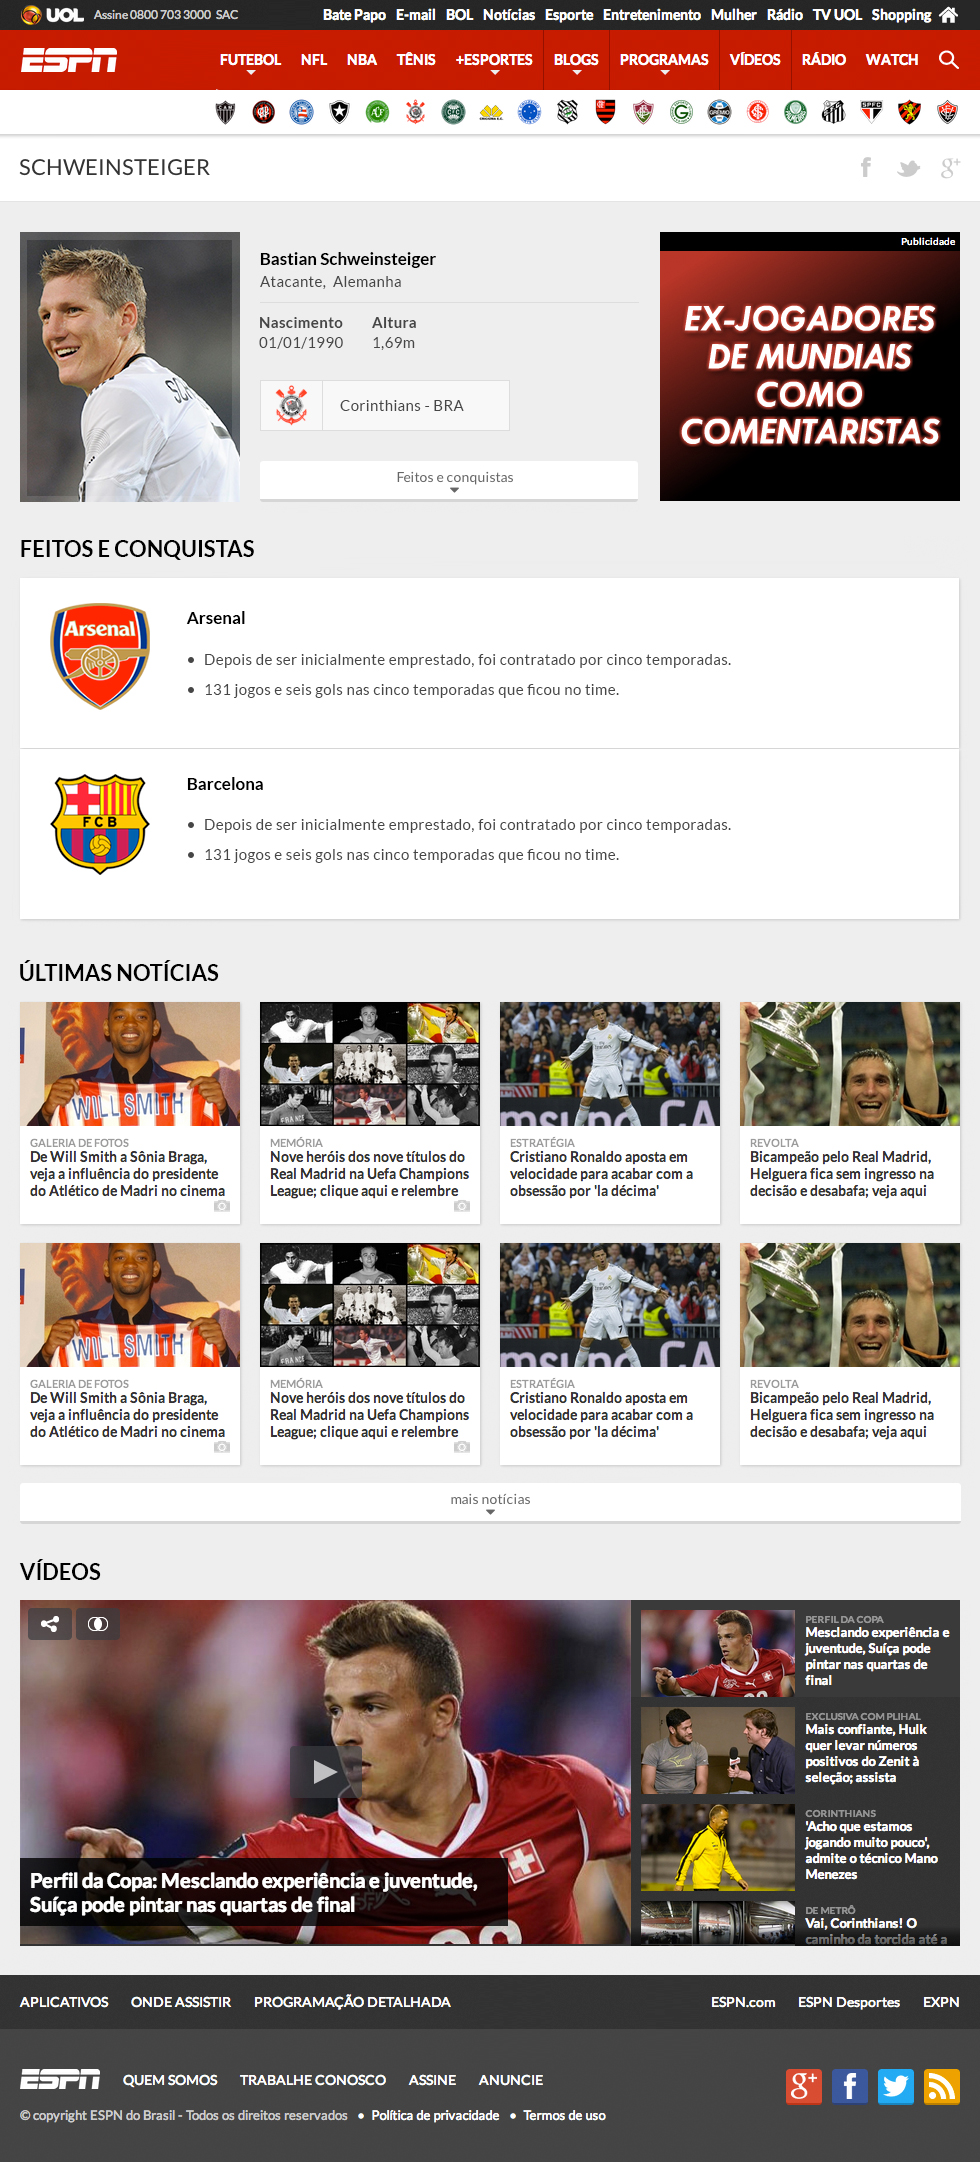 UOL Assine 0800 703 3000 SAC Bate Papo E-mail BOL Notícias Esporte Entretenimento Mulher Rádio TV UOL Shopping
ESPN FUTEBOL NFL NBA TÊNIS +ESPORTES BLOGS PROGRAMAS VÍDEOS RÁDIO WATCH
SCHWEINSTEIGER
Publicidade
Bastian Schweinsteiger
Atacante, Alemanha
Nascimento Altura
01/01/1990 1,69m
Corinthians - BRA
Feitos e conquistas
EX-JOGADORES
DE MUNDIAIS
COMO
COMENTARISTAS
FEITOS E CONQUISTAS
Arsenal
Arsenal
• Depois de ser inicialmente emprestado, foi contratado por cinco temporadas.
• 131 jogos e seis gols nas cinco temporadas que ficou no time.
FCB
Barcelona
• Depois de ser inicialmente emprestado, foi contratado por cinco temporadas.
• 131 jogos e seis gols nas cinco temporadas que ficou no time.
ÚLTIMAS NOTÍCIAS
WILL SMITH
GALERIA DE FOTOS
De Will Smith a Sônia Braga,
veja a influência do presidente
do Atlético de Madri no cinema
MEMÓRIA
Nove heróis dos nove títulos do
Real Madrid na Uefa Champions
League; clique aqui e relembre
ESTRATÉGIA
Cristiano Ronaldo aposta em
velocidade para acabar com a
obsessão por 'la décima'
REVOLTA
Bicampeão pelo Real Madrid,
Helguera fica sem ingresso na
decisão e desabafa; veja aqui
WILL SMITH
GALERIA DE FOTOS
De Will Smith a Sônia Braga,
veja a influência do presidente
do Atlético de Madri no cinema
MEMÓRIA
Nove heróis dos nove títulos do
Real Madrid na Uefa Champions
League; clique aqui e relembre
ESTRATÉGIA
Cristiano Ronaldo aposta em
velocidade para acabar com a
obsessão por 'la décima'
REVOLTA
Bicampeão pelo Real Madrid,
Helguera fica sem ingresso na
decisão e desabafa; veja aqui
mais notícias
VÍDEOS
Perfil da Copa: Mesclando experiência e juventude,
Suíça pode pintar nas quartas de final
PERFIL DA COPA
Mesclando experiência e
juventude, Suíça pode
pintar nas quartas de
final
EXCLUSIVA COM PLIHAL
Mais confiante, Hulk
quer levar números
positivos do Zenit à
seleção; assista
CORINTHIANS
'Acho que estamos
jogando muito pouco',
admite o técnico Mano
Menezes
DE METRÔ
Vai, Corinthians! O
caminho da torcida até a
APLICATIVOS ONDE ASSISTIR PROGRAMAÇÃO DETALHADA ESPN.com ESPN Desportes EXPN
ESPN QUEM SOMOS TRABALHE CONOSCO ASSINE ANUNCIE
© copyright ESPN do Brasil - Todos os direitos reservados • Política de privacidade • Termos de uso